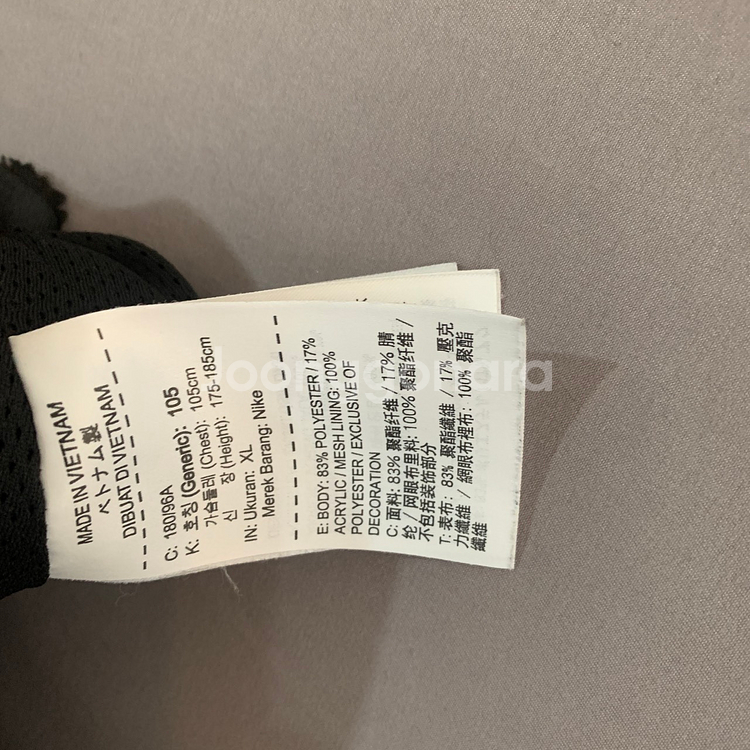 MADE IN VIETNAM
ベトナム製
DIBUAT DI VIETNAM
C: 180/96A
K: 호칭 (Generic): 105
가슴둘레 (Chest): 105cm
신 장 (Height): 175-185cm
IN: Ukuran: XL
Merek Barang: Nike
E: BODY: 83% POLYESTER / 17%
ACRYLIC / MESH LINING: 100%
POLYESTER / EXCLUSIVE OF
DECORATION
C: 面料: 83% 聚酯纤维 / 17% 腈
纶 / 网眼布里料: 100% 聚酯纤维 /
不包括装饰部分
T: 表布: 83% 聚酯纖維 / 17% 壓克
力纖維 / 網眼布裡布: 100% 聚酯
纖維
joongonara